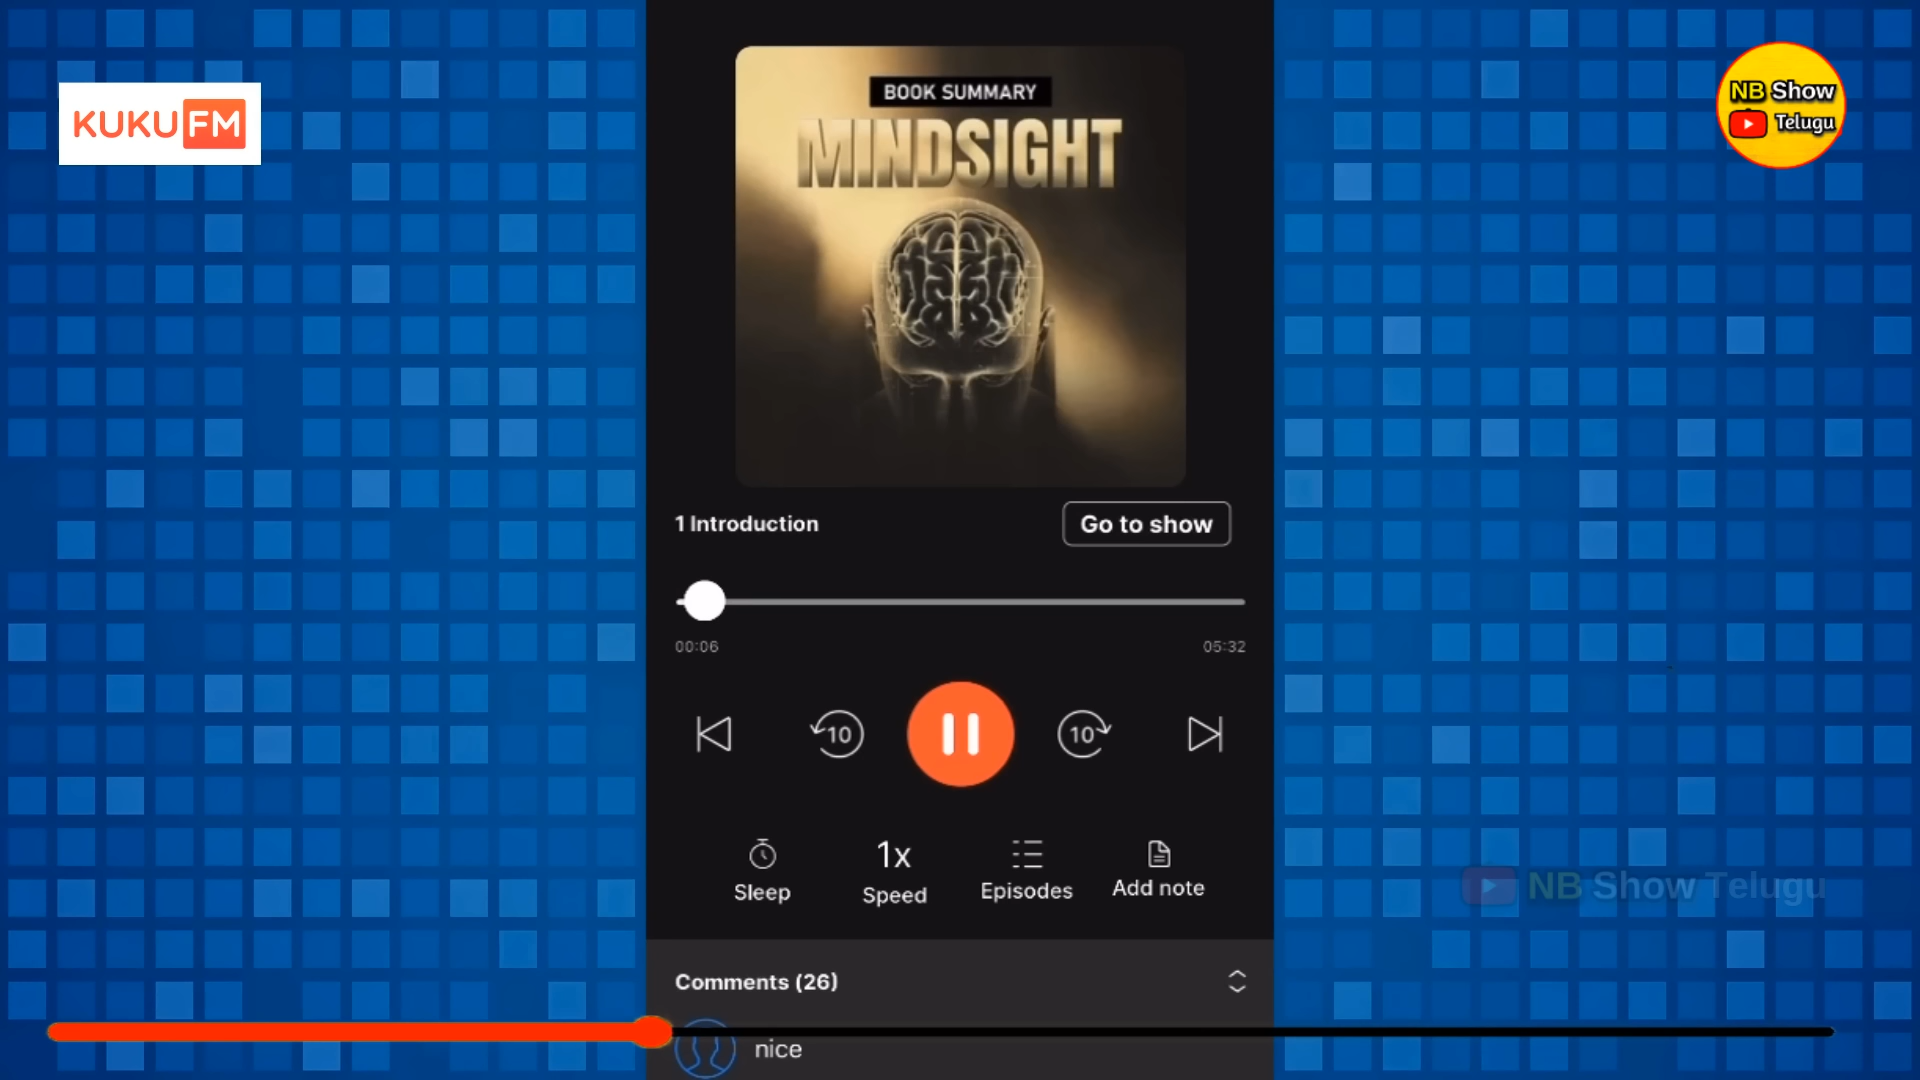 KUKU FM
NB Show
Telugu
BOOK SUMMARY
MINDSIGHT
1 Introduction
Go to show
00:06
05:32
10
10
Sleep
1x
Speed
Episodes
Add note
NB Show Telugu
Comments (26)
nice